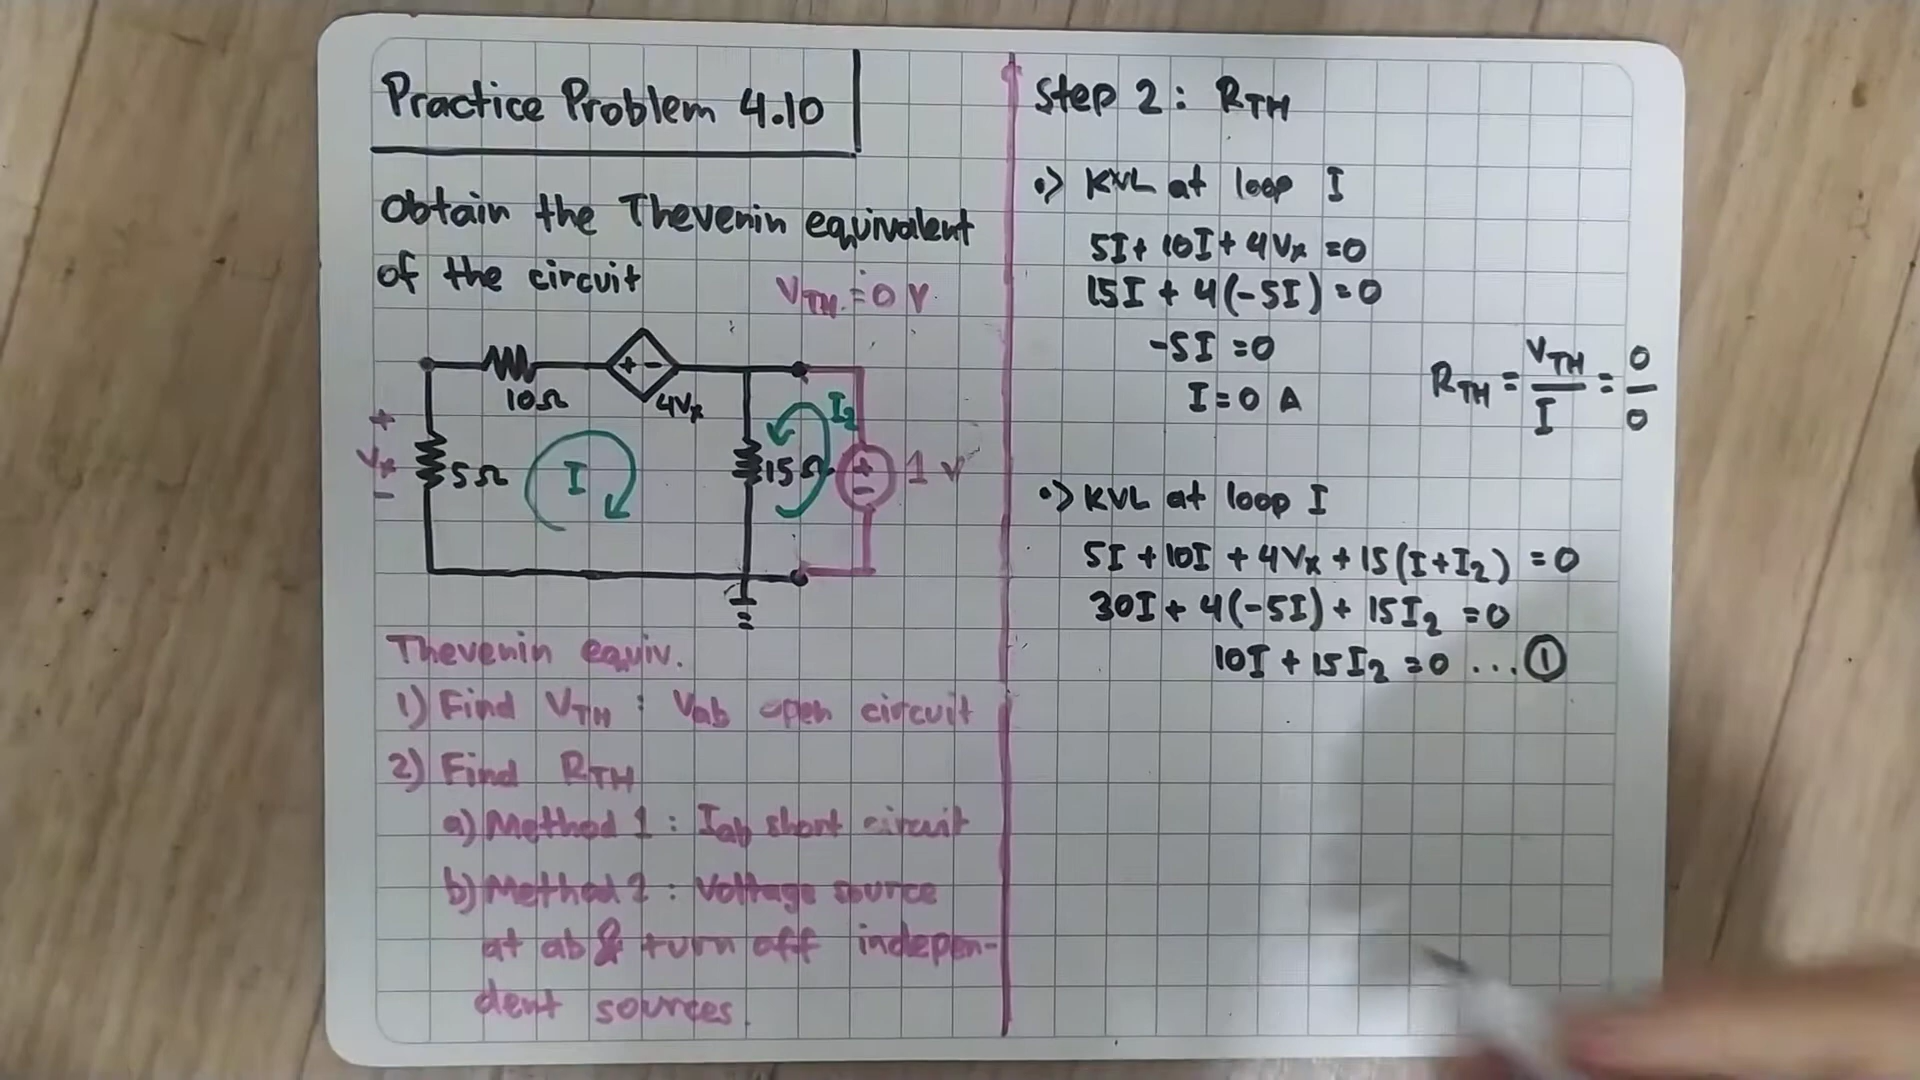 Practice Problem 4.10
Obtain the Thevenin equivalent
of the circuit
VTH = 0 V
10Ω
+ -
4Vx
+
Vx
-
5Ω
I
15Ω
I2
+
-
1 V
Thevenin equiv.
1) Find VTH : Vab open circuit
2) Find RTH
a) Method 1 : Iab short circuit
b) Method 2 : Voltage source
at ab & turn off indepen-
dent sources.
Step 2 : RTH
•> KVL at loop I
5I + 10I + 4Vx = 0
15I + 4(-5I) = 0
-5I = 0
I = 0 A
RTH = VTH / I = 0 / 0
•> KVL at loop I
5I + 10I + 4Vx + 15(I+I2) = 0
30I + 4(-5I) + 15I2 = 0
10I + 15I2 = 0 ... ①